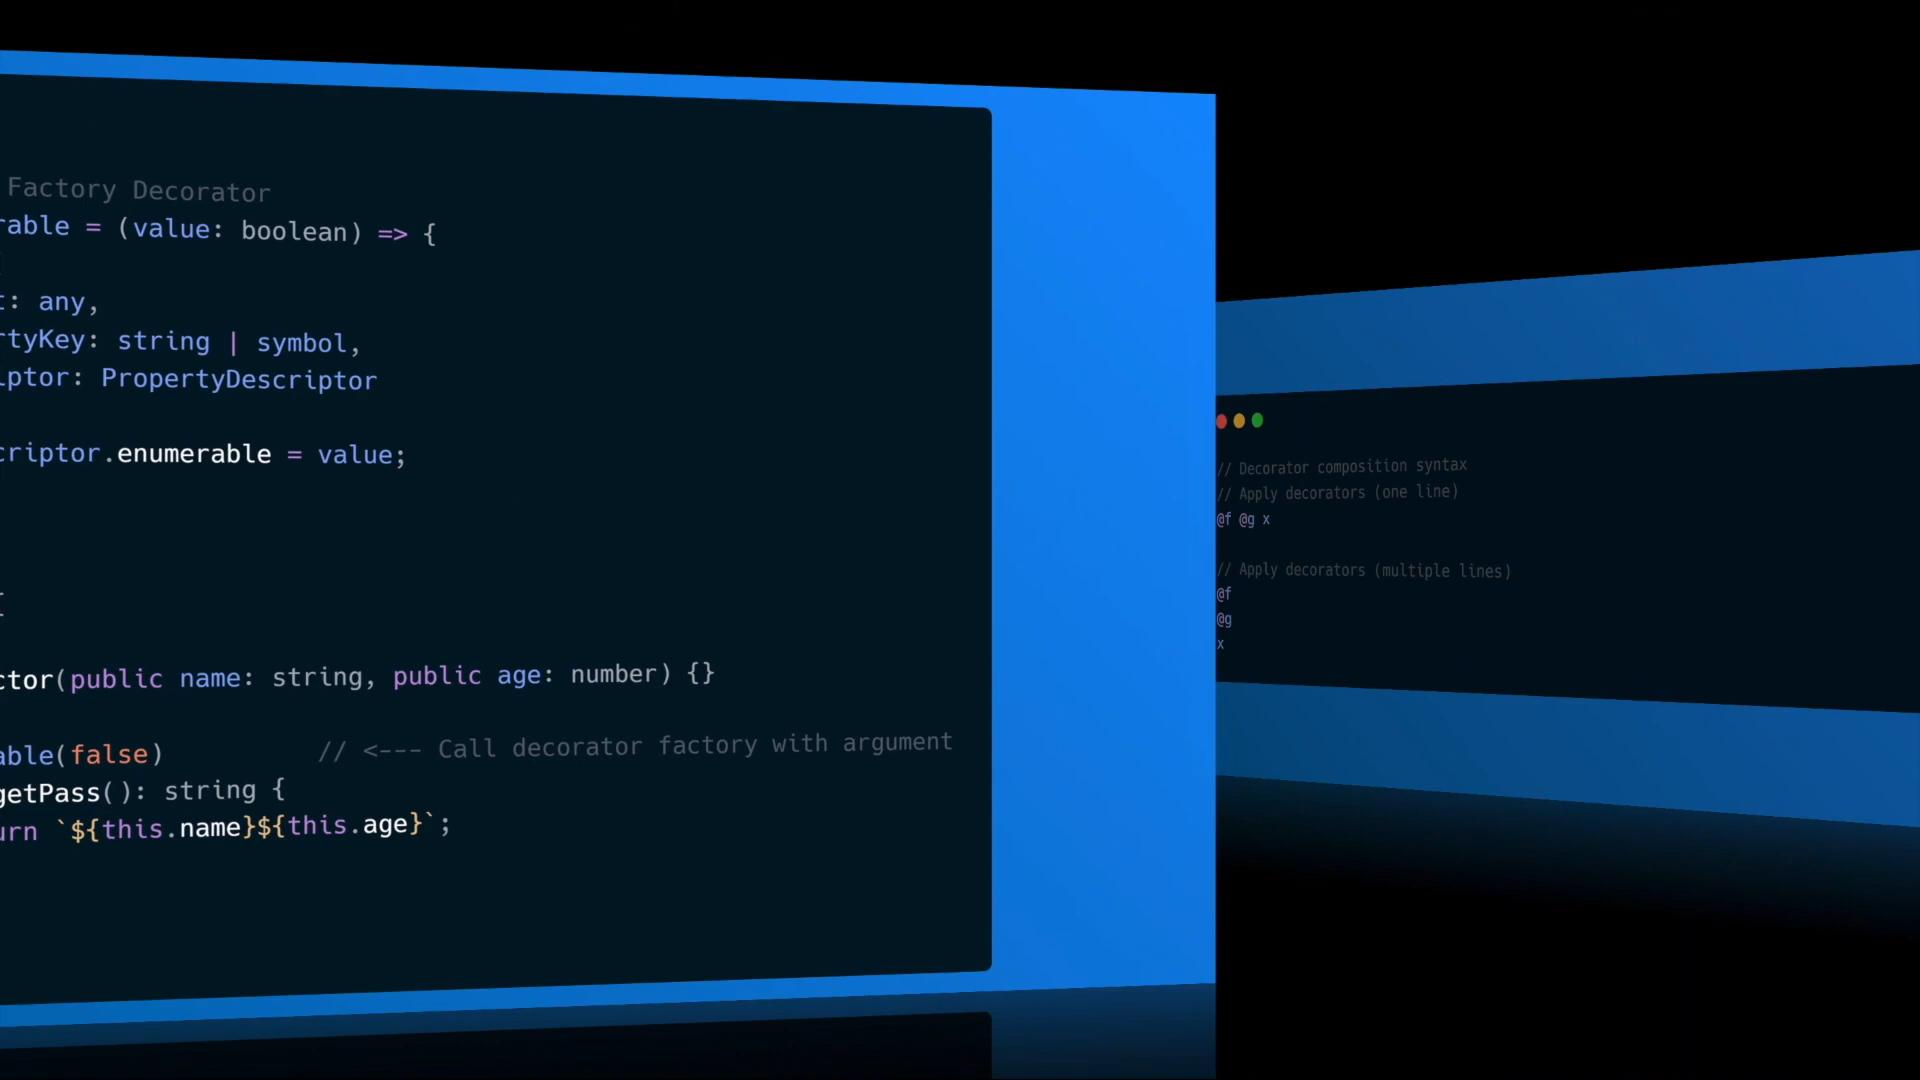 Factory Decorator
rable = (value: boolean) => {
t: any,
rtyKey: string | symbol,
iptor: PropertyDescriptor
criptor.enumerable = value;
{
ctor(public name: string, public age: number) {}
able(false) // <--- Call decorator factory with argument
getPass(): string {
urn `${this.name}${this.age}`;
// Decorator composition syntax
// Apply decorators (one line)
@f @g x
// Apply decorators (multiple lines)
@f
@g
x